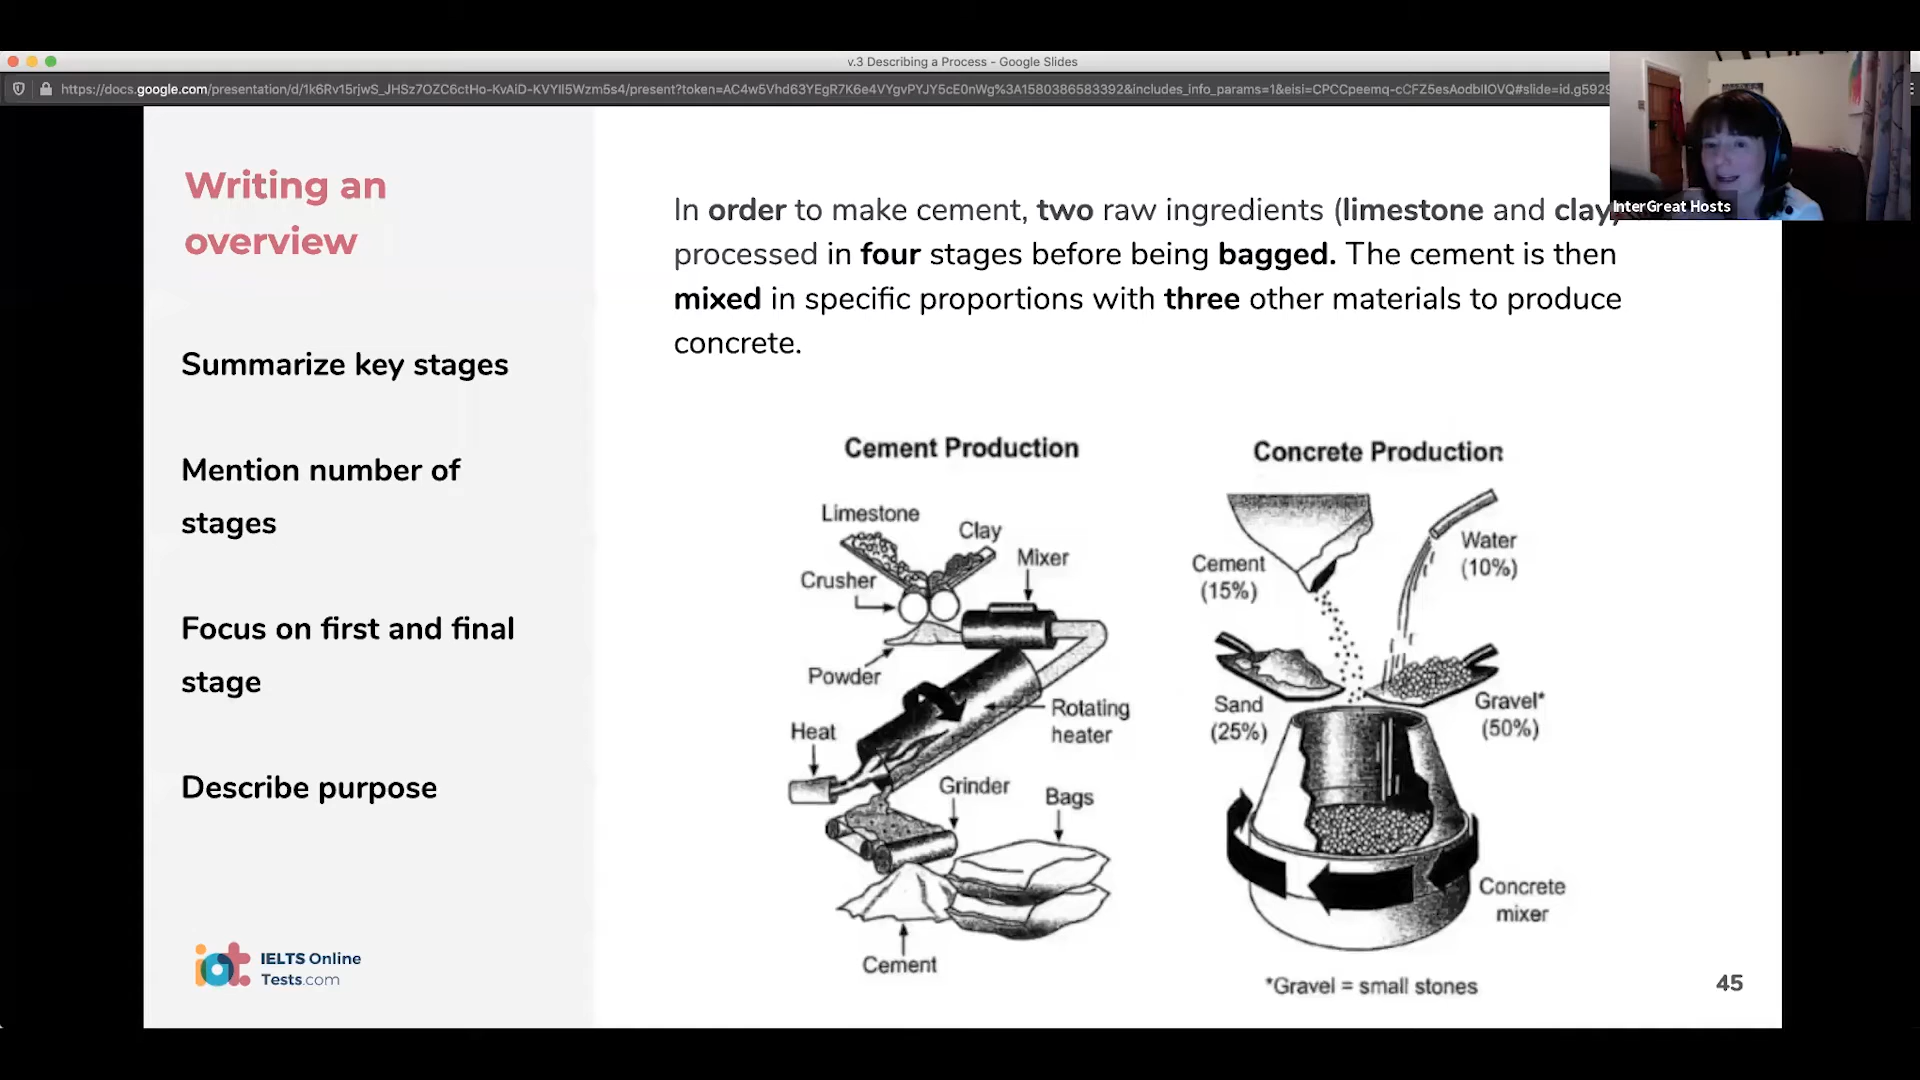 v.3 Describing a Process - Google Slides
InterGreat Hosts
Writing an
overview
Summarize key stages
Mention number of
stages
Focus on first and final
stage
Describe purpose
IELTS Online
Tests.com
In order to make cement, two raw ingredients (limestone and clay)
processed in four stages before being bagged. The cement is then
mixed in specific proportions with three other materials to produce
concrete.
Cement Production
Limestone
Clay
Mixer
Crusher
Powder
Rotating
heater
Heat
Grinder
Bags
Cement
Concrete Production
Water
(10%)
Cement
(15%)
Sand
(25%)
Gravel*
(50%)
Concrete
mixer
*Gravel = small stones
45